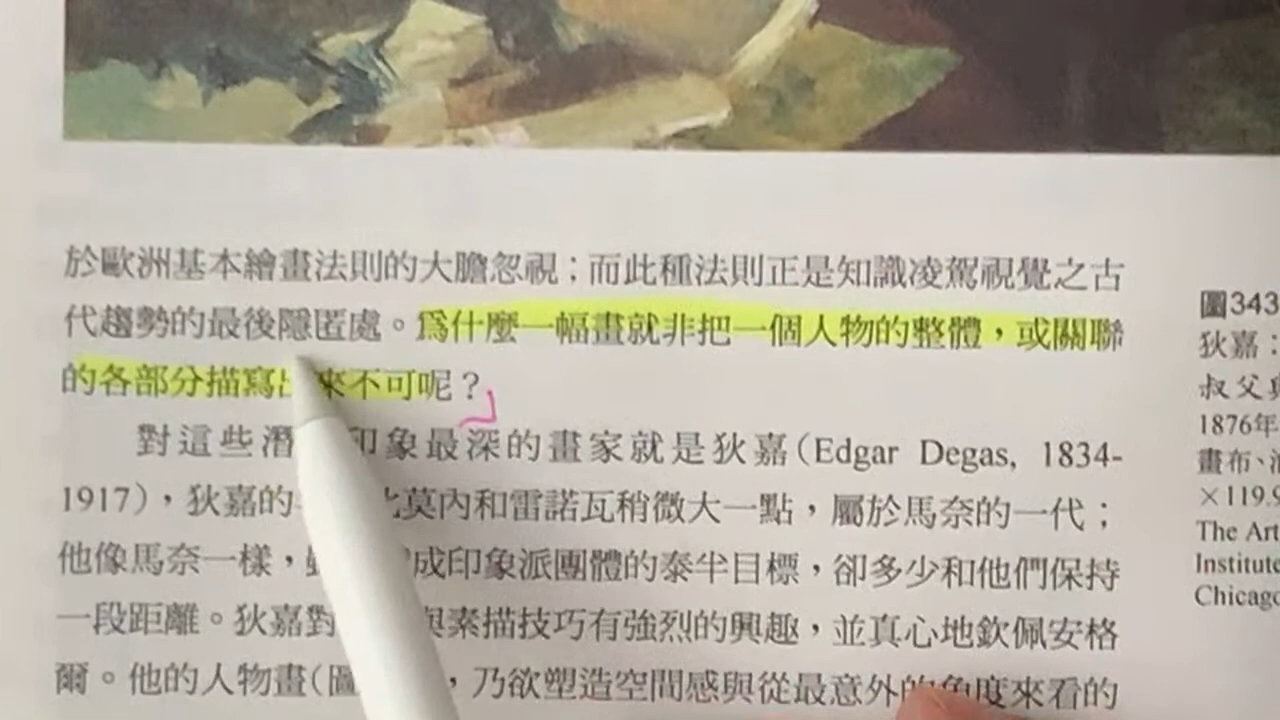 於歐洲基本繪畫法則的大膽忽視；而此種法則正是知識凌駕視覺之古
代趨勢的最後隱匿處。爲什麼一幅畫就非把一個人物的整體，或關聯
的各部分描寫出來不可呢？
對這些潛 印象最深的畫家就是狄嘉（Edgar Degas, 1834-
1917），狄嘉的 比莫內和雷諾瓦稍微大一點，屬於馬奈的一代；
他像馬奈一樣， 成印象派團體的泰半目標，卻多少和他們保持
一段距離。狄嘉對 與素描技巧有強烈的興趣，並真心地欽佩安格
爾。他的人物畫（圖 ，乃欲塑造空間感與從最意外的角度來看的
圖343
狄嘉：
叔父
1876年
畫布、
×119.9
The Art
Institute
Chicago